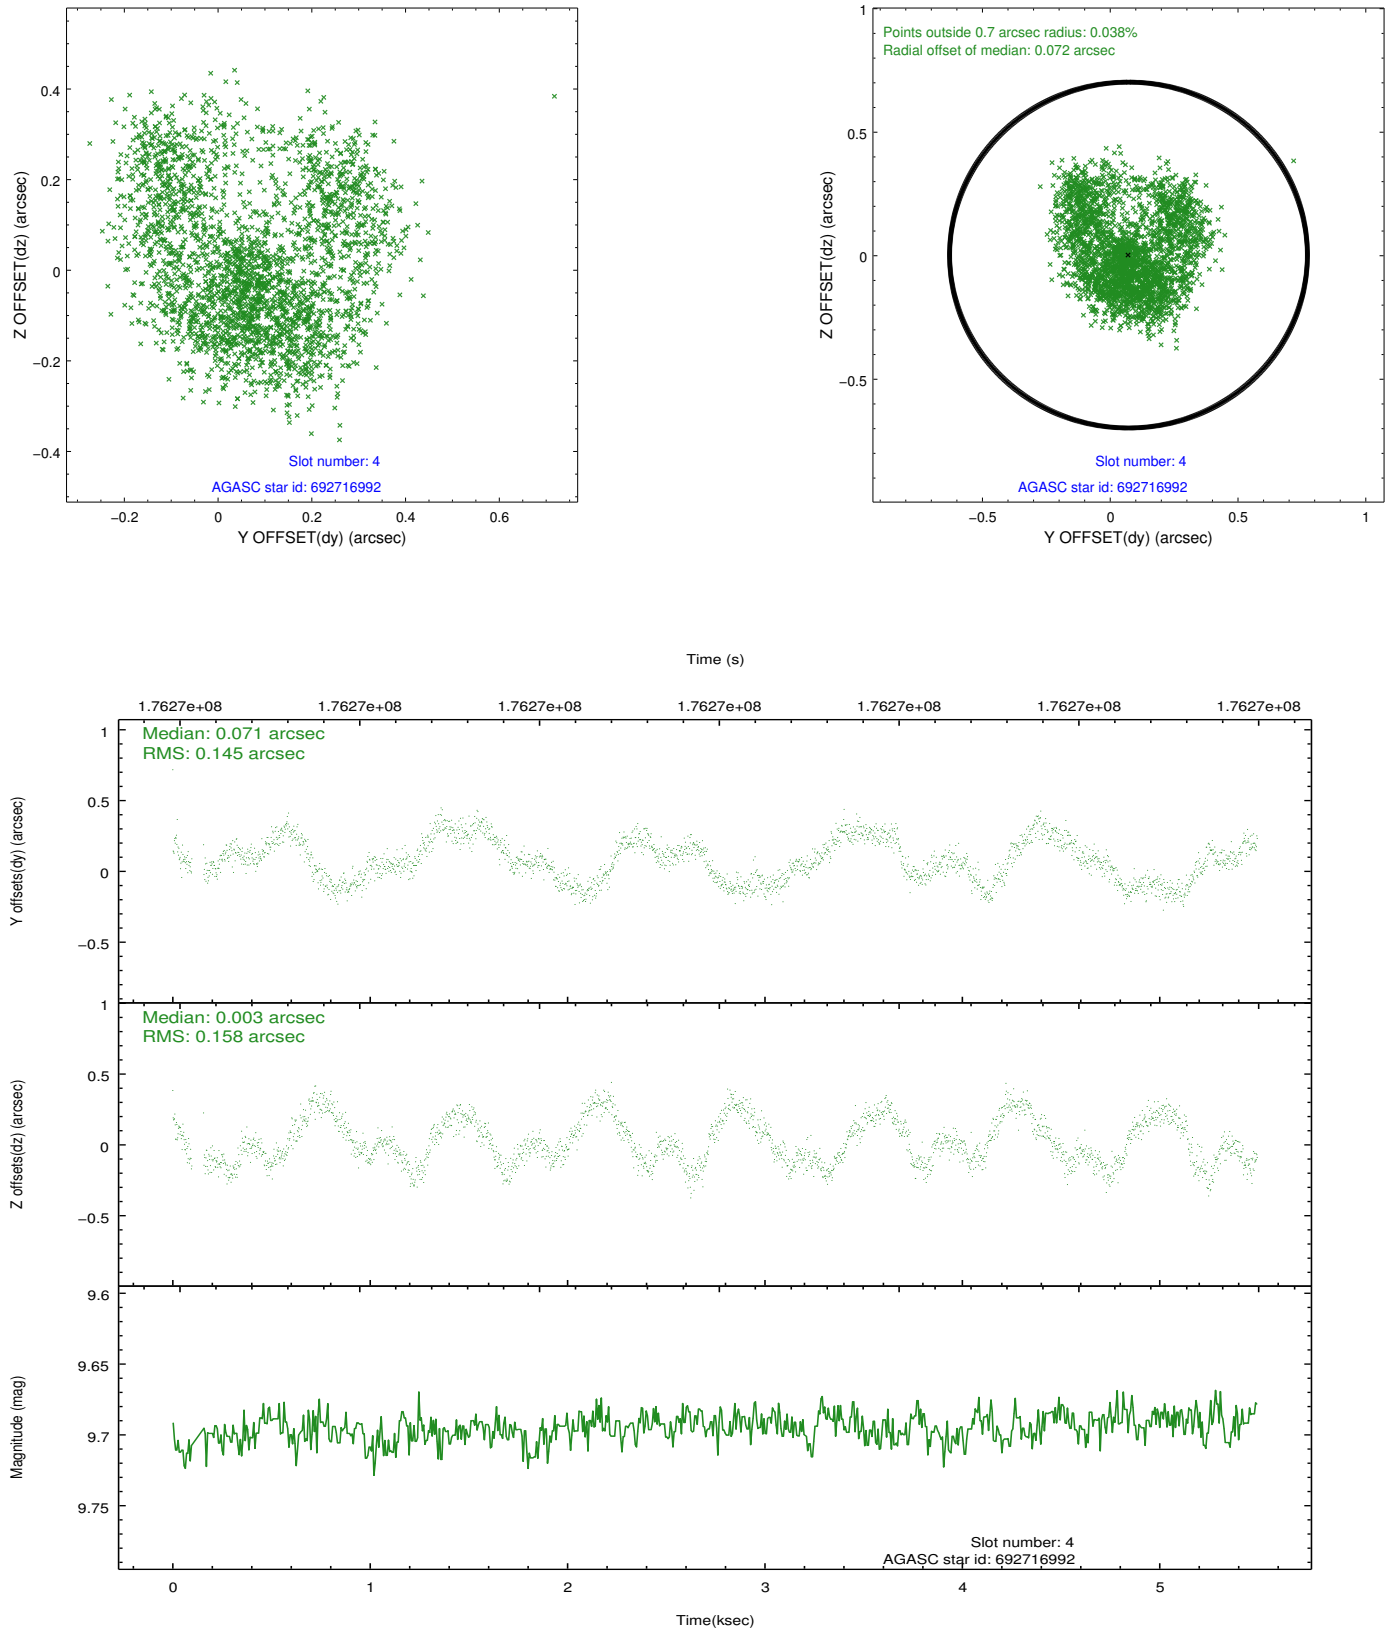 0.4
0.2
0
−0.2
−0.4
Z OFFSET(dz) (arcsec)
Slot number: 4
AGASC star id: 692716992
−0.2 0 0.2 0.4 0.6
Y OFFSET(dy) (arcsec)
1
0.5
0
−0.5
Z OFFSET(dz) (arcsec)
Points outside 0.7 arcsec radius: 0.038%
Radial offset of median: 0.072 arcsec
Slot number: 4
AGASC star id: 692716992
−0.5 0 0.5 1
Y OFFSET(dy) (arcsec)
Time (s)
1.7627e+08 1.7627e+08 1.7627e+08 1.7627e+08 1.7627e+08 1.7627e+08 1.7627e+08
Median: 0.071 arcsec
RMS: 0.145 arcsec
1
0.5
0
−0.5
Y offsets(dy) (arcsec)
Median: 0.003 arcsec
RMS: 0.158 arcsec
1
0.5
0
−0.5
Z offsets(dz) (arcsec)
9.6
9.65
9.7
9.75
Magnitude (mag)
Slot number: 4
AGASC star id: 692716992
0 1 2 3 4 5
Time(ksec)